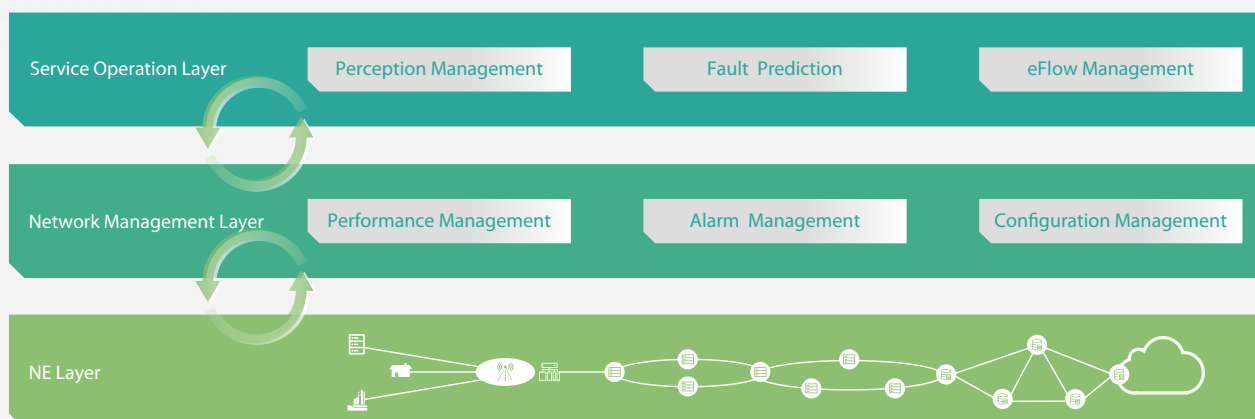 Service Operation Layer
Perception Management
Fault Prediction
eFlow Management
Network Management Layer
Performance Management
Alarm Management
Configuration Management
NE Layer